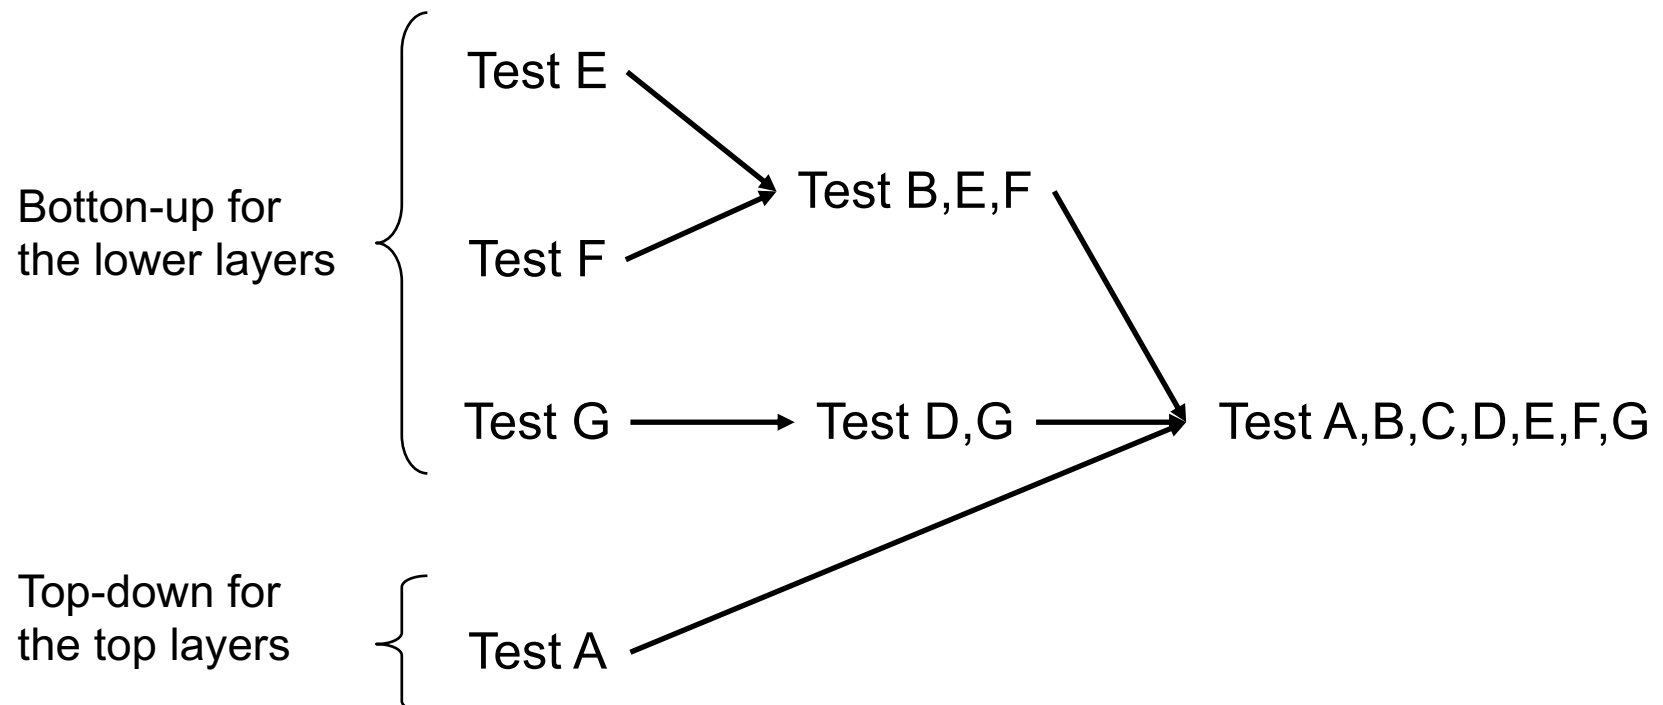 Test E
Test B,E,F
Botton-up for
the lower layers
Test F
Test G
Test D,G
Test A,B,C,D,E,F,G
Top-down for
the top layers
Test A